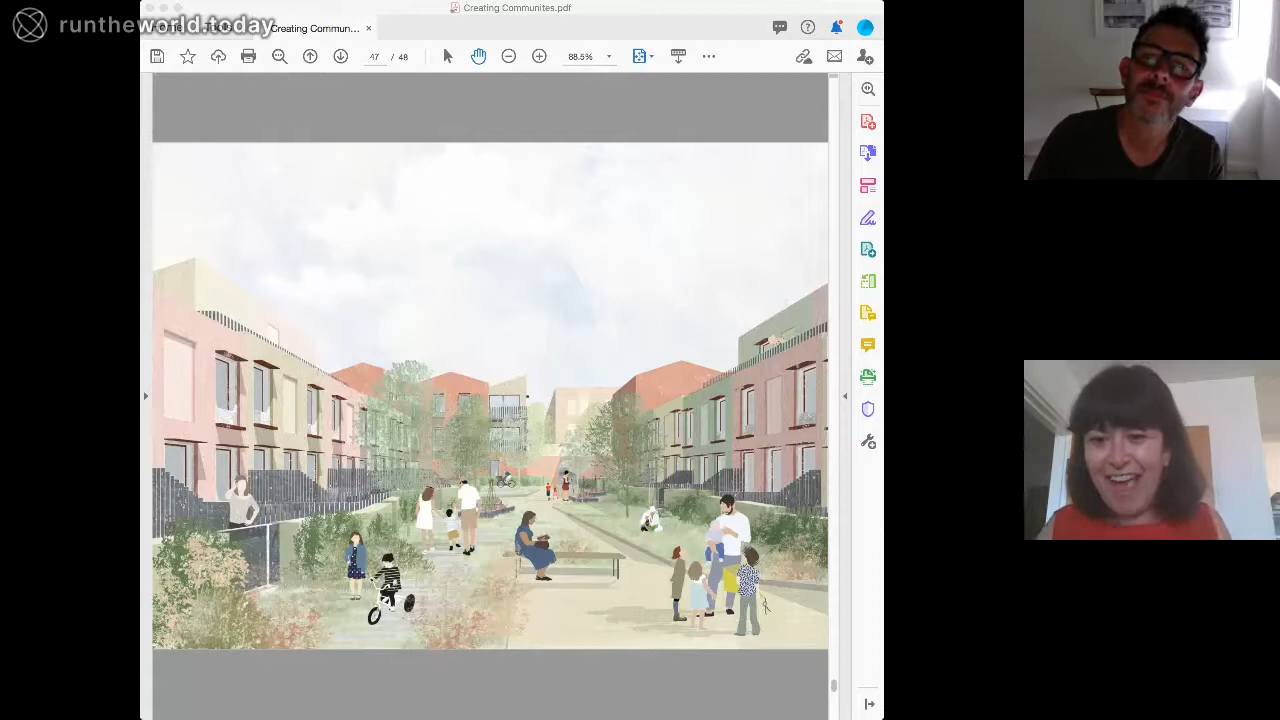 Creating Communites.pdf
runtheworld.today
Creating Commun...
47 / 48
88.5%